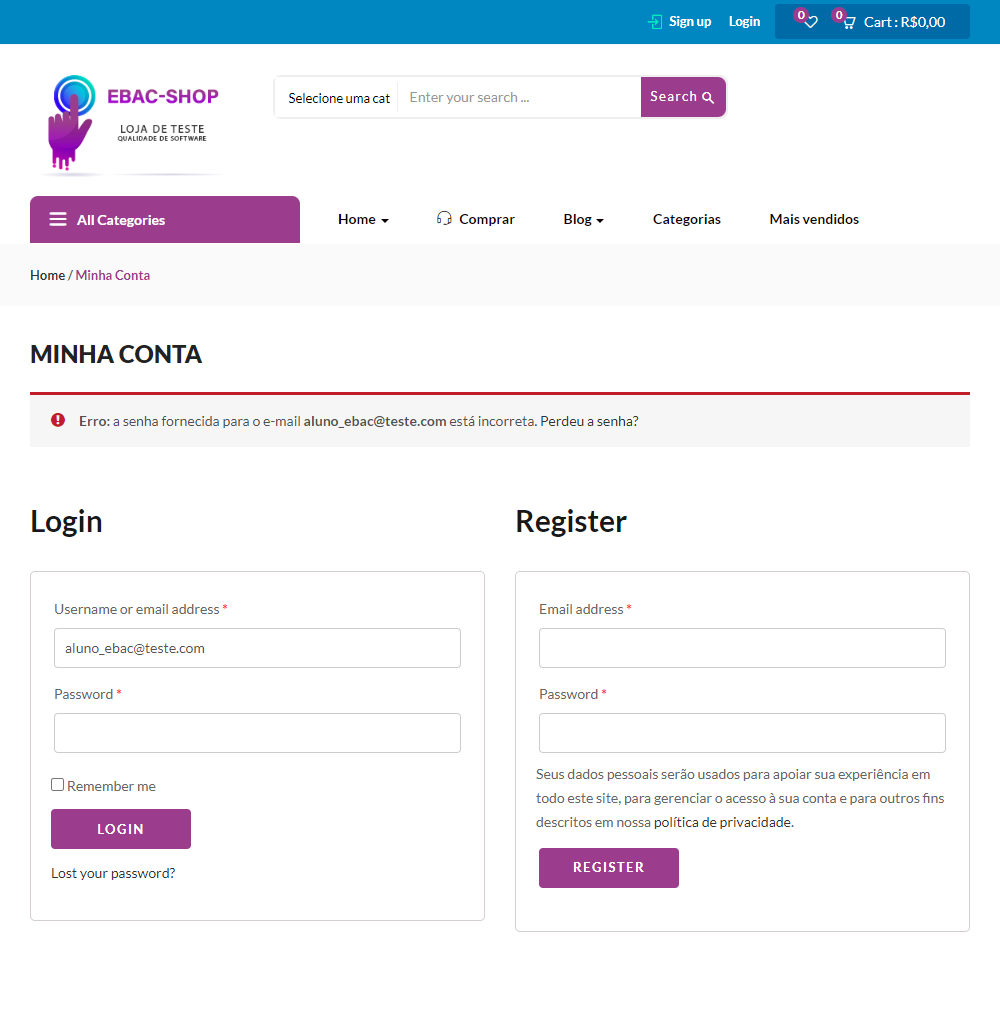 Sign up Login 0 0 Cart : R$0,00
EBAC-SHOP
LOJA DE TESTE
QUALIDADE DE SOFTWARE
Selecione uma cat Enter your search ... Search
All Categories Home Comprar Blog Categorias Mais vendidos
Home / Minha Conta
MINHA CONTA
Erro: a senha fornecida para o e-mail aluno_ebac@teste.com está incorreta. Perdeu a senha?
Login
Username or email address *
aluno_ebac@teste.com
Password *
Remember me
LOGIN
Lost your password?
Register
Email address *
Password *
Seus dados pessoais serão usados para apoiar sua experiência em
todo este site, para gerenciar o acesso à sua conta e para outros fins
descritos em nossa política de privacidade.
REGISTER